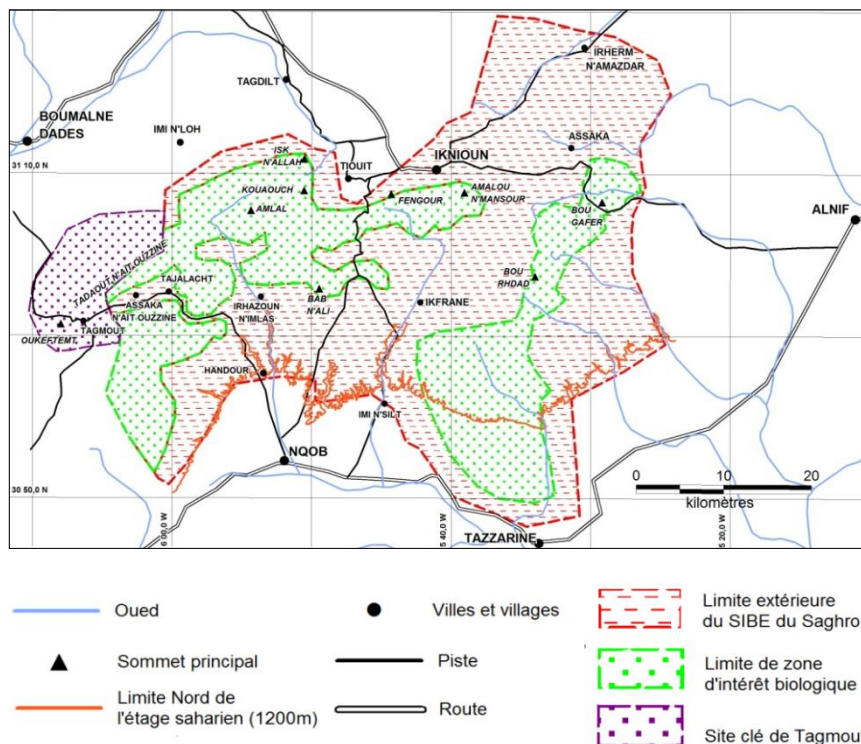 IRHERM
N'AMAZDAR
TAGDILT
BOUMALNE
DADES
IMI N'LOH
ASSAKA
ISK
N'ALLAH
TIOUIT
IKNIOUN
31 10,0 N
KOUAOUCH
AMALOU
N'MANSOUR
FENGOUR
AMLAL
BOU
GAFER
ALNIF
TADAOUT N'AIT OUZZINE
TAJALACHT
BOU
RHDAD
ASSAKA
N'AIT OUZZINE
IRHAZOUN
N'IMLAS
BAB
N'ALI
IKFRANE
TAGMOUT
OUKEFTEMT
HANDOUR
IMI N'SILT
NQOB
0 10 20
kilomètres
30 50,0 N
6 00,0 W
5 40,0 W
5 20,0 W
TAZZARINE
Oued
Villes et villages
Limite extérieure
du SIBE du Saghro
Sommet principal
Piste
Limite de zone
d'intérêt biologique
Limite Nord de
l'étage saharien (1200m)
Route
Site clé de Tagmou